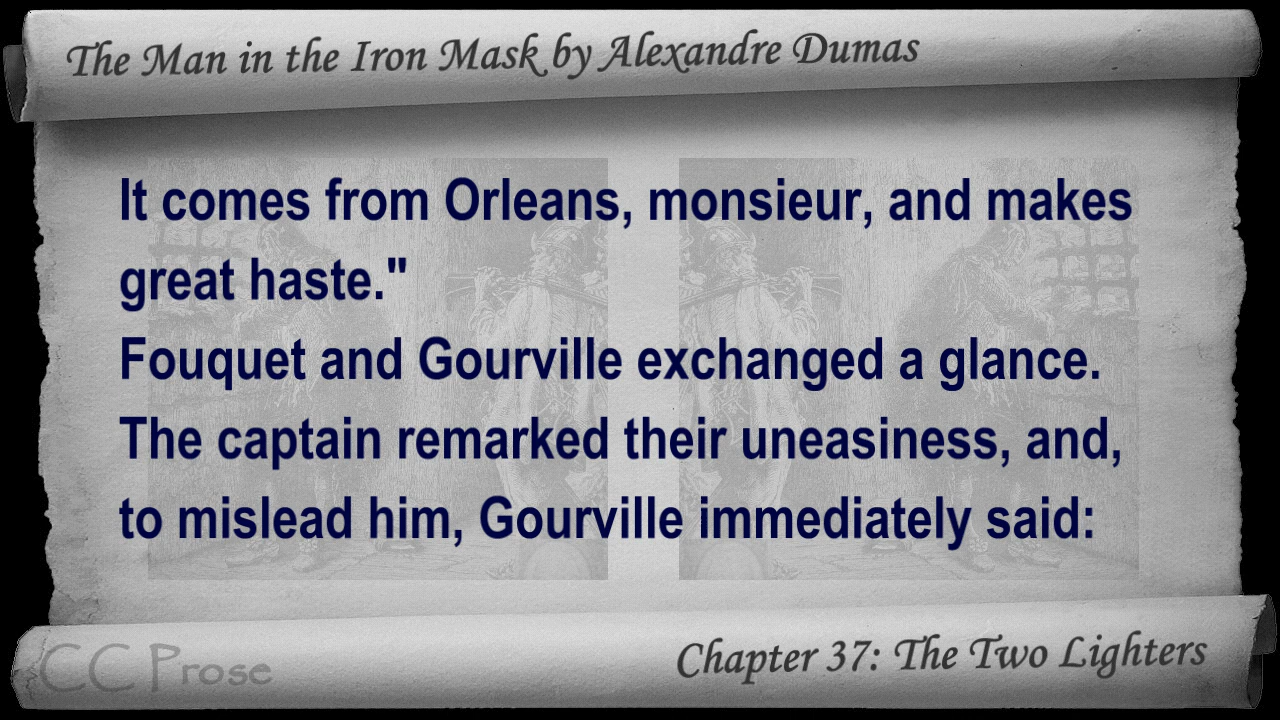 The Man in the Iron Mask by Alexandre Dumas
It comes from Orleans, monsieur, and makes
great haste."
Fouquet and Gourville exchanged a glance.
The captain remarked their uneasiness, and,
to mislead him, Gourville immediately said:
CC Prose
Chapter 37: The Two Lighters